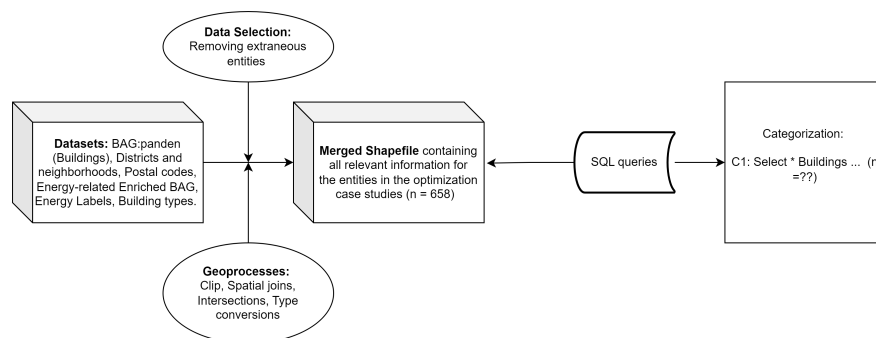 Data Selection:
Removing extraneous
entities
Datasets: BAG:panden
(Buildings), Districts and
neighborhoods, Postal codes,
Energy-related Enriched BAG,
Energy Labels, Building types.
Merged Shapefile containing
all relevant information for
the entities in the optimization
case studies (n = 658)
Geoprocesses:
Clip, Spatial joins,
Intersections, Type
conversions
SQL queries
Categorization:
C1: Select * Buildings ... (n
=??)